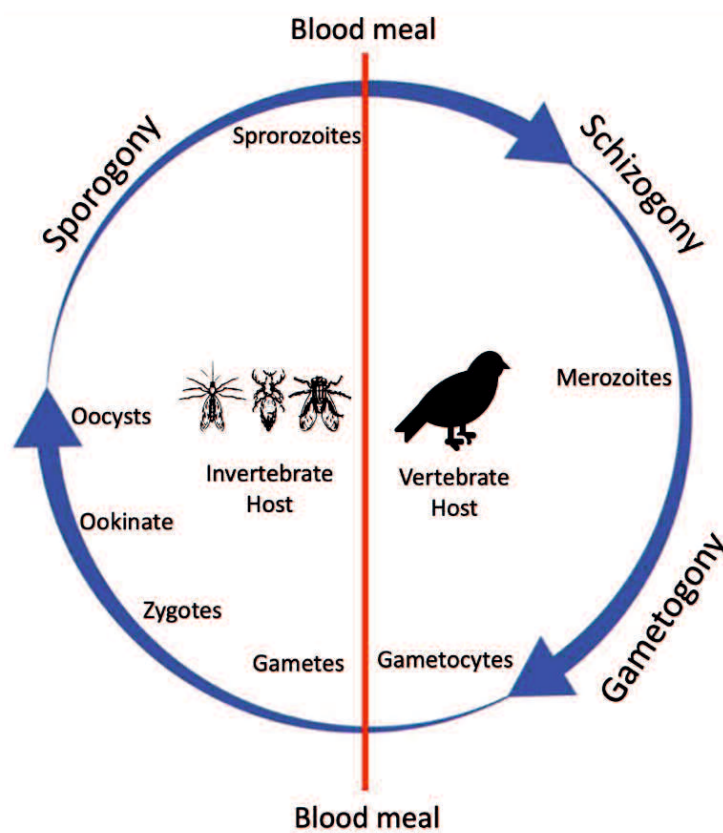 Blood meal
Sprorozoites
Sporogony
Schizogony
Merozoites
Oocysts
Invertebrate
Host
Vertebrate
Host
Ookinate
Zygotes
Gametes
Gametocytes
Gametogony
Blood meal